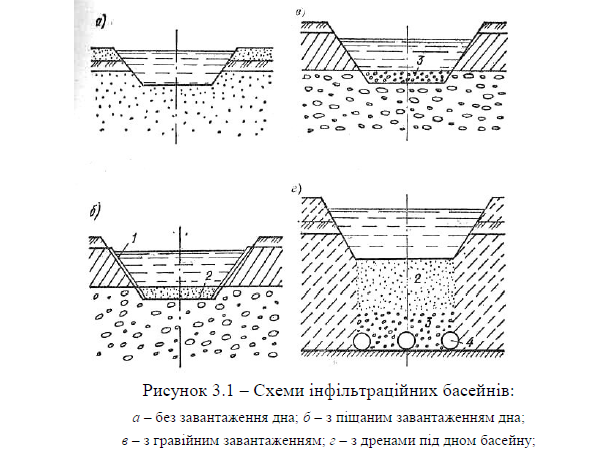 а)
в)
3
б)
1
2
г)
2
3
4
Рисунок 3.1 – Схеми інфільтраційних басейнів:
а – без завантаження дна; б – з піщаним завантаженням дна;
в – з гравійним завантаженням; г – з дренами під дном басейну;